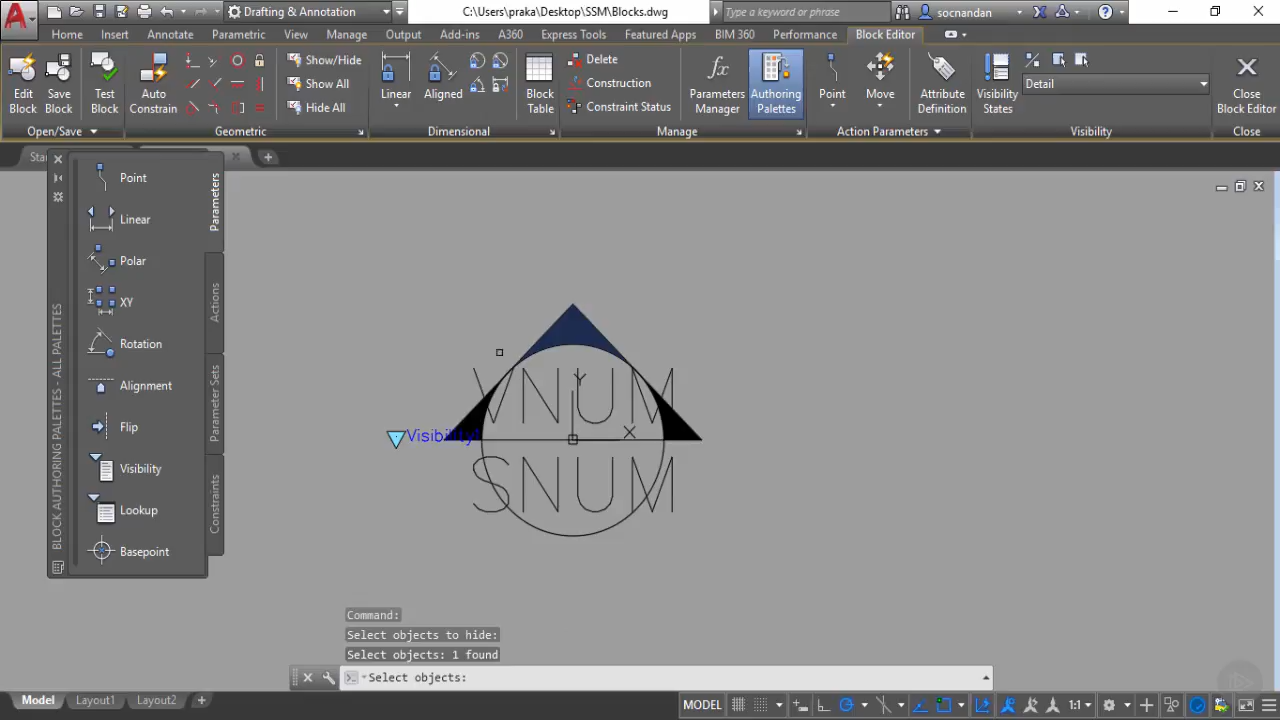 Drafting & Annotation
C:\Users\praka\Desktop\SSM\Blocks.dwg
Type a keyword or phrase
socnandan
Home
Insert
Annotate
Parametric
View
Manage
Output
Add-ins
A360
Express Tools
Featured Apps
BIM 360
Performance
Block Editor
Edit
Block
Save
Block
Test
Block
Open/Save
Auto
Constrain
Show/Hide
Show All
Hide All
Geometric
Linear
Aligned
Dimensional
Block
Table
Delete
Construction
Constraint Status
Parameters
Manager
Authoring
Palettes
Manage
Point
Move
Attribute
Definition
Action Parameters
Visibility
States
Detail
Visibility
Close
Block Editor
Close
Sta
Point
Linear
Polar
XY
Rotation
Alignment
Flip
Visibility
Lookup
Basepoint
Parameters
Actions
Parameter Sets
Constraints
BLOCK AUTHORING PALETTES - ALL PALETTES
VNUM
Y
X
Visibility
SNUM
Command:
Select objects to hide:
Select objects: 1 found
Select objects:
Model
Layout1
Layout2
MODEL
1:1